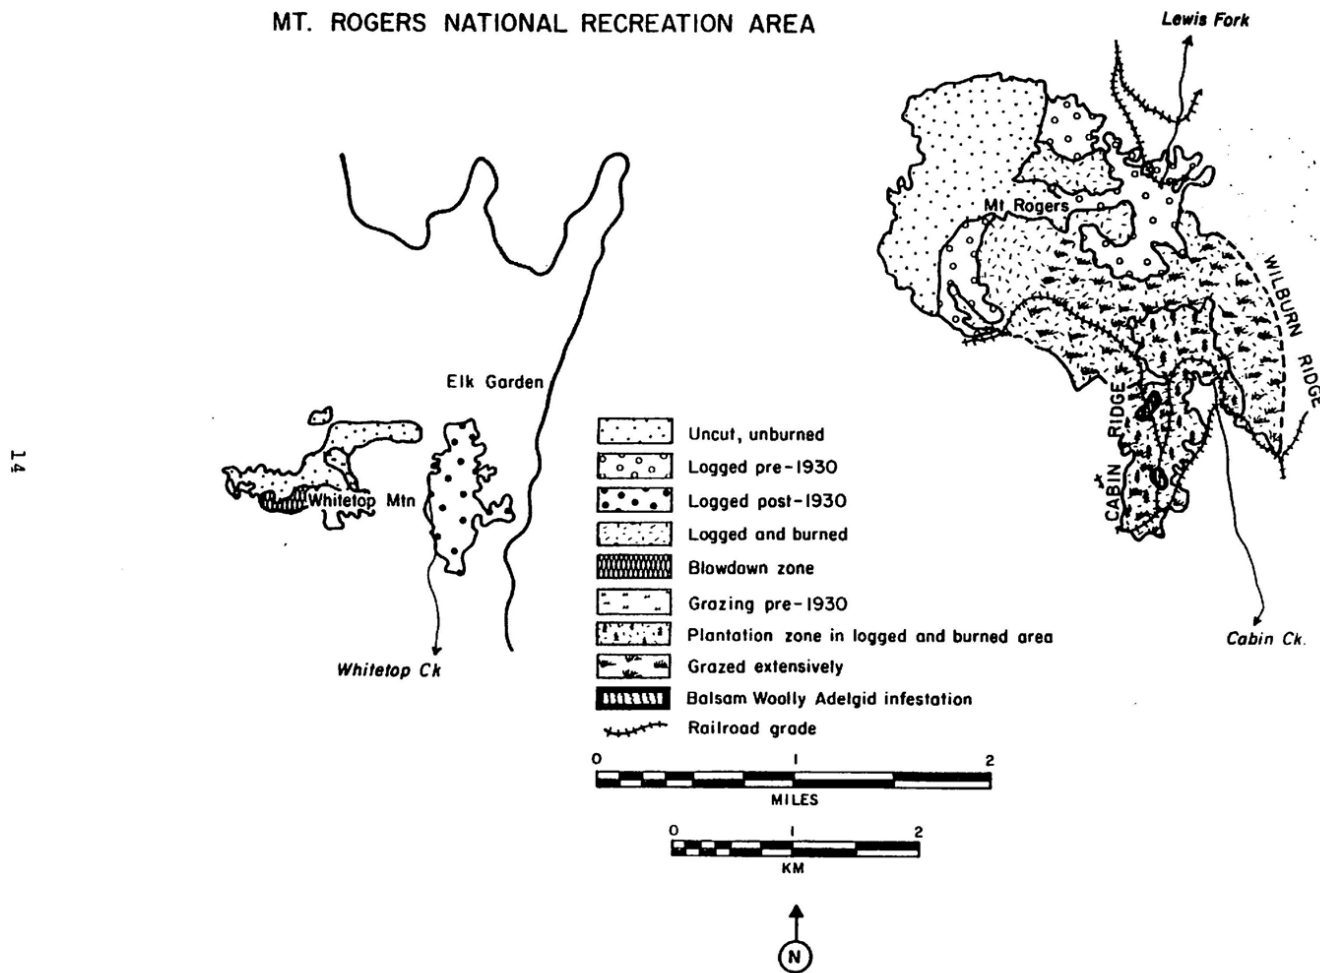 MT. ROGERS NATIONAL RECREATION AREA
Lewis Fork
Mt Rogers
WILBURN RIDGE
Elk Garden
CABIN RIDGE
14
Whitetop Mtn
Whitetop Ck
Cabin Ck.
Uncut, unburned
Logged pre-1930
Logged post-1930
Logged and burned
Blowdown zone
Grazing pre-1930
Plantation zone in logged and burned area
Grazed extensively
Balsam Woolly Adelgid infestation
Railroad grade
0 1 2
MILES
0 1 2
KM
N